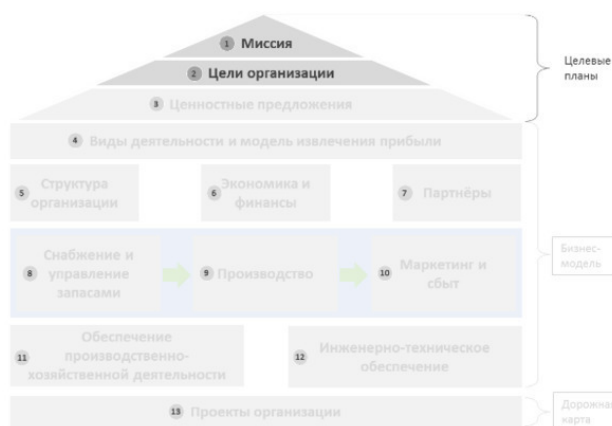 1 Миссия
2 Цели организации
Целевые
планы
3 Ценностные предложения
4 Виды деятельности и модель извлечения прибыли
5 Структура
организации
6 Экономика и
финансы
7 Партнёры
8 Снабжение и
управление
запасами
9 Производство
10 Маркетинг и
сбыт
Бизнес-
модель
11 Обеспечение
производственно-
хозяйственной деятельности
12 Инженерно-техническое
обеспечение
13 Проекты организации
Дорожная
карта